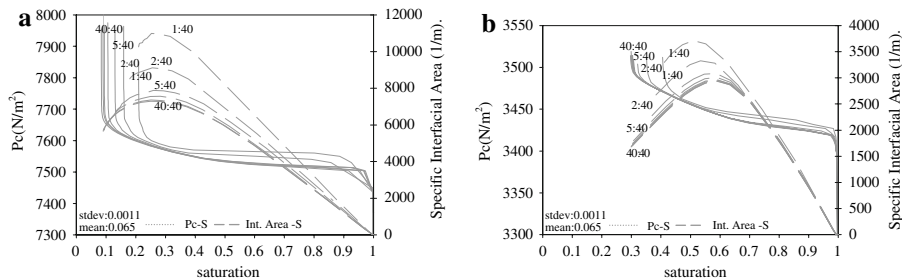 a
Pc(N/m²)
8000
7900
7800
7700
7600
7500
7400
7300
40:40
5:40
2:40
1:40
1:40
2:40
5:40
40:40
stdev:0.0011
mean:0.065
Pc-S
Int. Area -S
0 0.1 0.2 0.3 0.4 0.5 0.6 0.7 0.8 0.9 1
saturation
12000
10000
8000
6000
4000
2000
0
Specific Interfacial Area (1/m).
b
Pc(N/m²)
3550
3500
3450
3400
3350
3300
40:40
5:40
2:40
1:40
1:40
2:40
5:40
40:40
stdev:0.0011
mean:0.065
Pc-S
Int. Area -S
0 0.1 0.2 0.3 0.4 0.5 0.6 0.7 0.8 0.9 1
saturation
4000
3500
3000
2500
2000
1500
1000
500
0
Specific Interfacial Area (1/m).